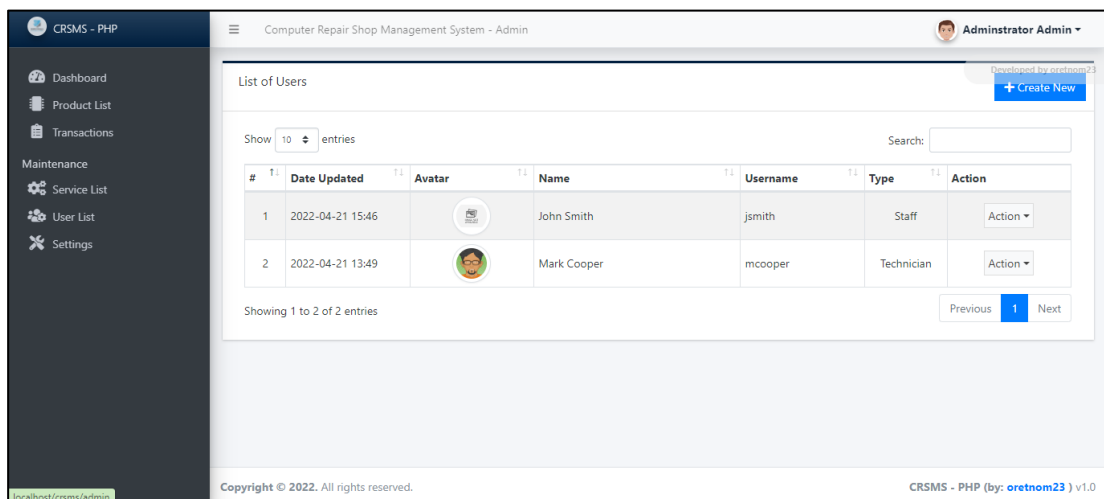 CRSMS - PHP
Computer Repair Shop Management System - Admin
Adminstrator Admin
Dashboard
Product List
Transactions
Maintenance
Service List
User List
Settings
List of Users
Developed by oretnom23
Create New
Show 10 entries
Search:
# Date Updated Avatar Name Username Type Action
1 2022-04-21 15:46 John Smith jsmith Staff Action
2 2022-04-21 13:49 Mark Cooper mcooper Technician Action
Showing 1 to 2 of 2 entries
Previous 1 Next
Copyright © 2022. All rights reserved.
CRSMS - PHP (by: oretnom23 ) v1.0
localhost/crsms/admin